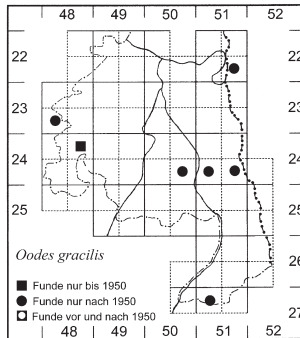 48 49 50 51 52
22 22
23 23
24 24
25 25
26
27
Oodes gracilis
Funde nur bis 1950
Funde nur nach 1950
Funde vor und nach 1950
48 49 50 51 52